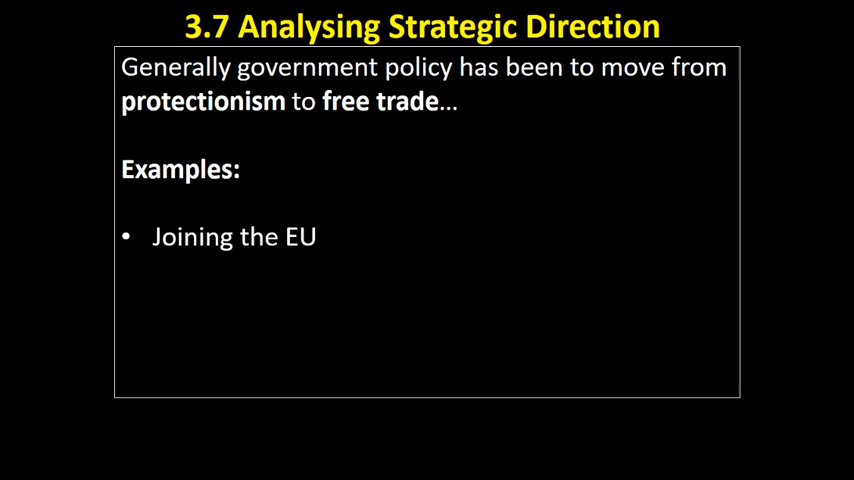 3.7 Analysing Strategic Direction
Generally government policy has been to move from
protectionism to free trade...
Examples:
• Joining the EU